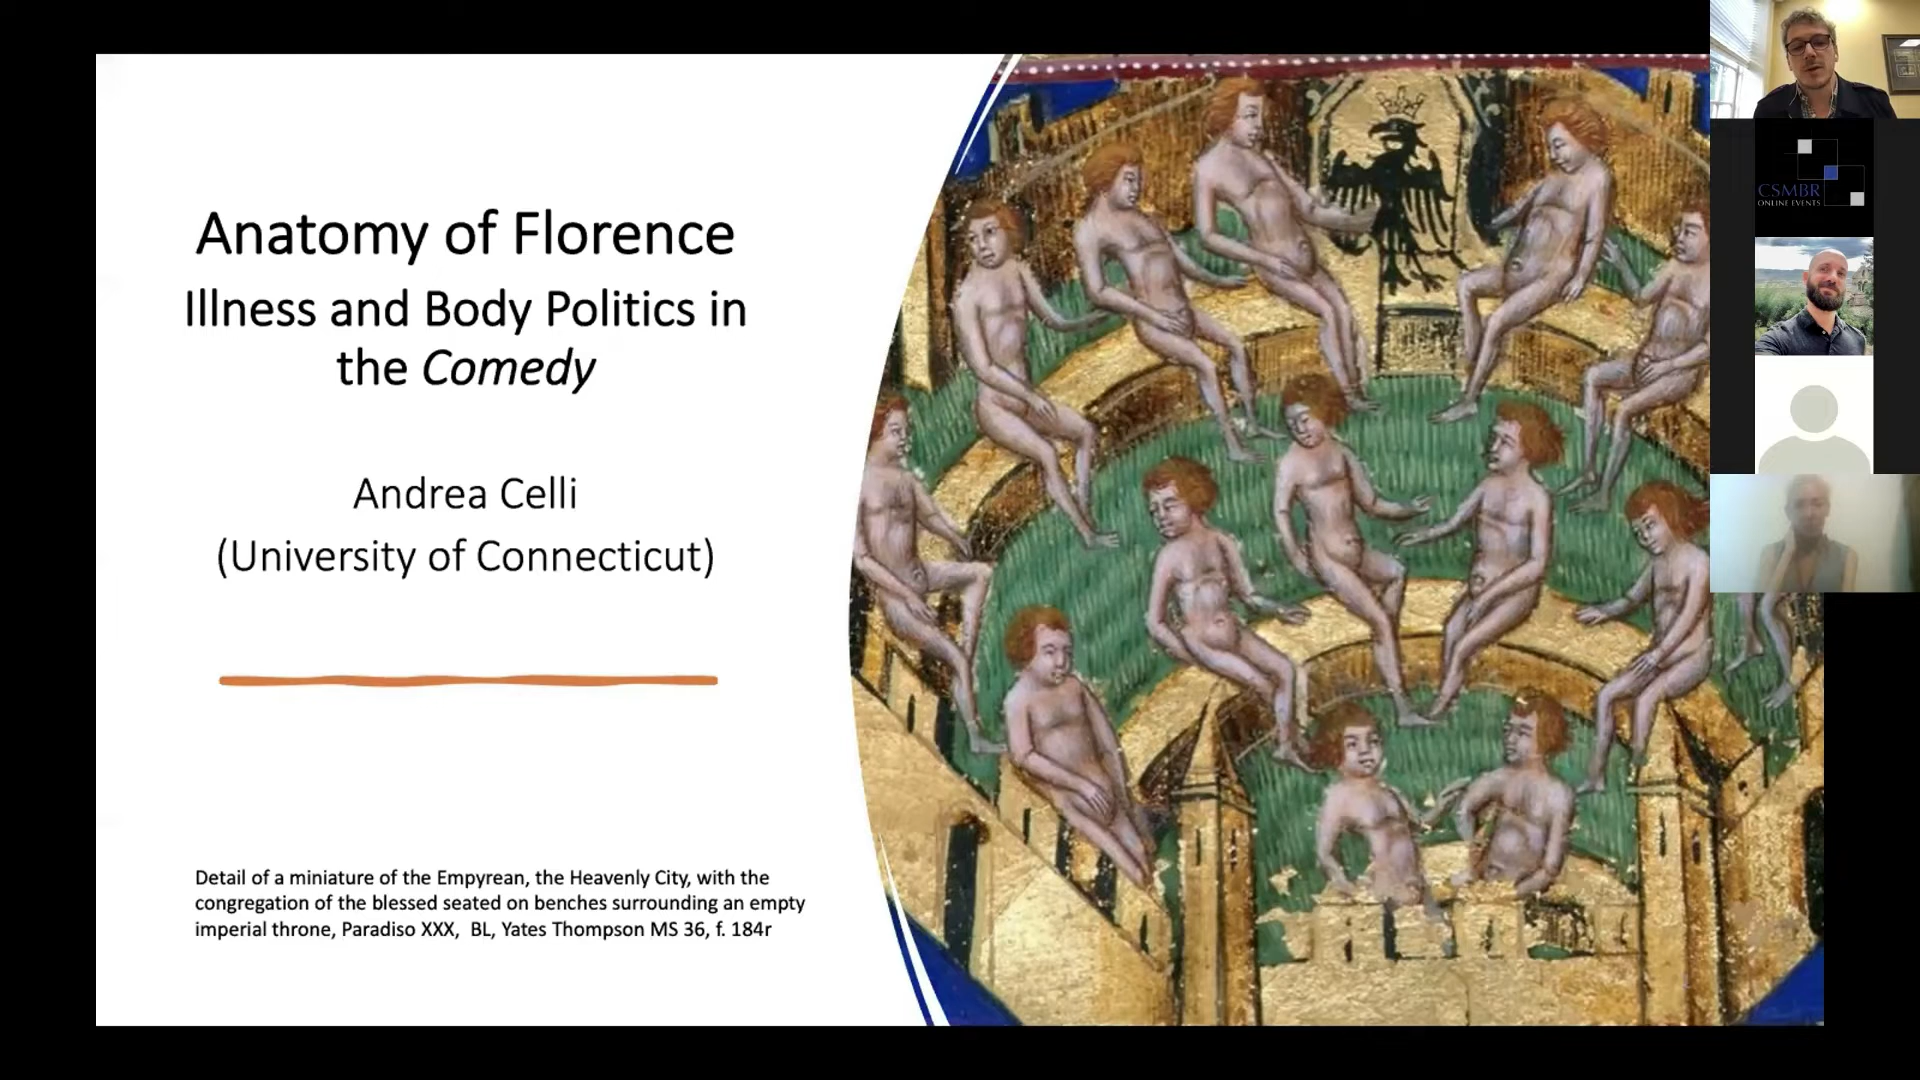 Anatomy of Florence
Illness and Body Politics in
the Comedy
Andrea Celli
(University of Connecticut)
Detail of a miniature of the Empyrean, the Heavenly City, with the
congregation of the blessed seated on benches surrounding an empty
imperial throne, Paradiso XXX, BL, Yates Thompson MS 36, f. 184r
CSMBR
ONLINE EVENTS